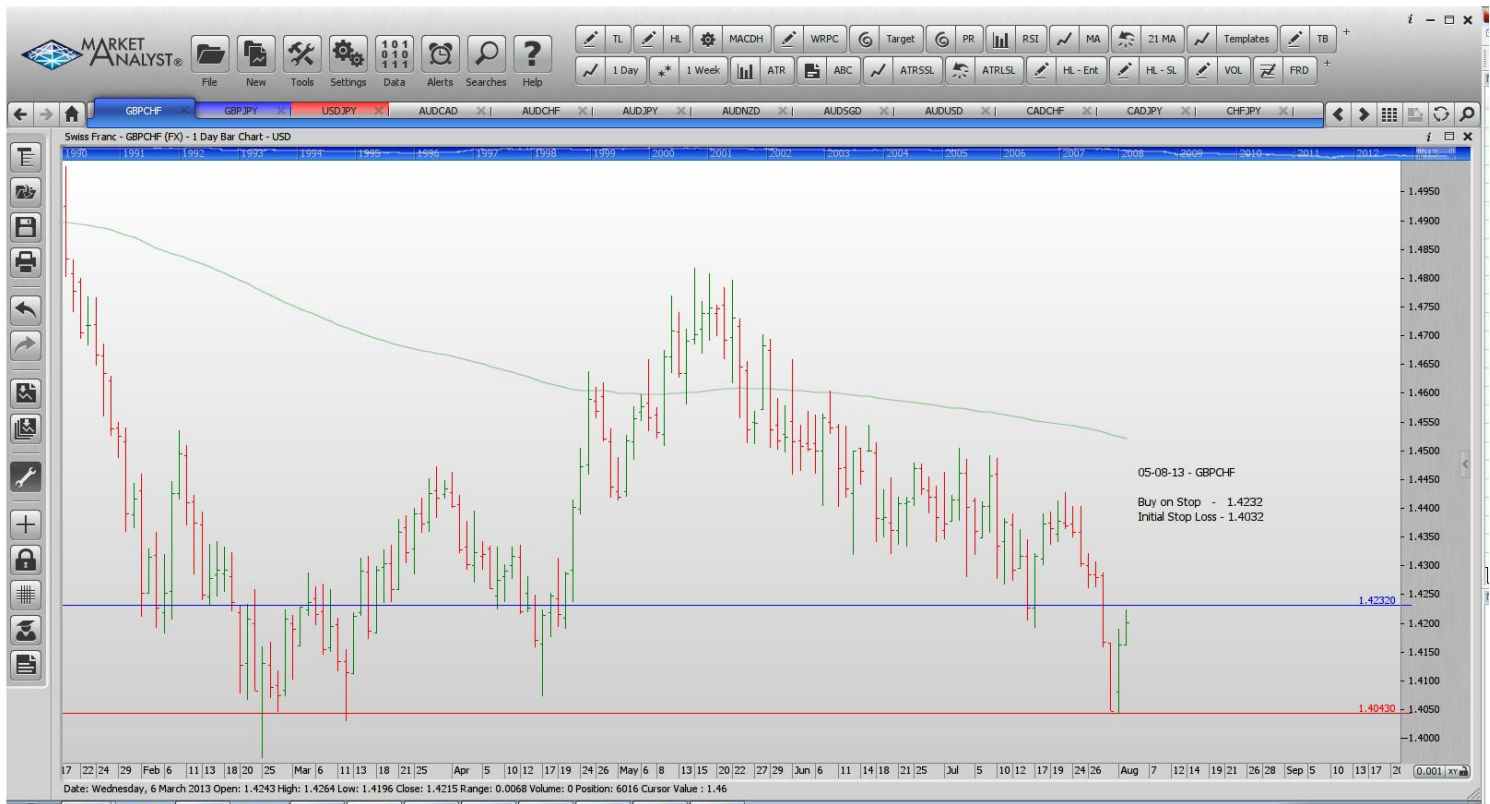 MARKET
ANALYST®
File New Tools Settings Data Alerts Searches Help
101
010
111
TL HL MACDH WRPC Target PR RSI MA 21 MA Templates TB +
1 Day 1 Week ATR ABC ATRSSL ATRLSL HL - Ent HL - SL VOL FRD +
GBPCHF GBPJPY USDJPY AUDCAD AUDCHF AUDJPY AUDNZD AUDSGD AUDUSD CADCHF CADJPY CHFJPY
Swiss Franc - GBPCHF (FX) - 1 Day Bar Chart - USD
1990 1991 1992 1993 1994 1995 1996 1997 1998 1999 2000 2001 2002 2003 2004 2005 2006 2007 2008 2009 2010 2011 2012 2013
1.4950
1.4900
1.4850
1.4800
1.4750
1.4700
1.4650
1.4600
1.4550
1.4500
05-08-13 - GBPCHF
1.4450
Buy on Stop - 1.4232
1.4400
Initial Stop Loss - 1.4032
1.4350
1.4300
1.4250
1.42320
1.4200
1.4150
1.4100
1.40430
1.4050
1.4000
17 22 24 29 Feb 6 11 13 18 20 25 Mar 6 11 13 18 21 25 Apr 5 10 12 17 19 24 26 May 6 8 13 15 20 22 27 29 Jun 6 11 14 18 21 25 Jul 5 10 12 17 19 24 26 Aug 7 12 14 19 21 26 28 Sep 5 10 13 17 20.001 XY
Date: Wednesday, 6 March 2013 Open: 1.4243 High: 1.4264 Low: 1.4196 Close: 1.4215 Range: 0.0068 Volume: 0 Position: 6016 Cursor Value : 1.46